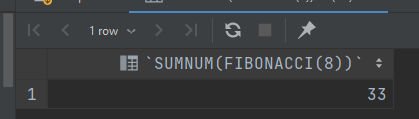 1 row
`SUMNUM(FIBONACCI(8))`
1 33